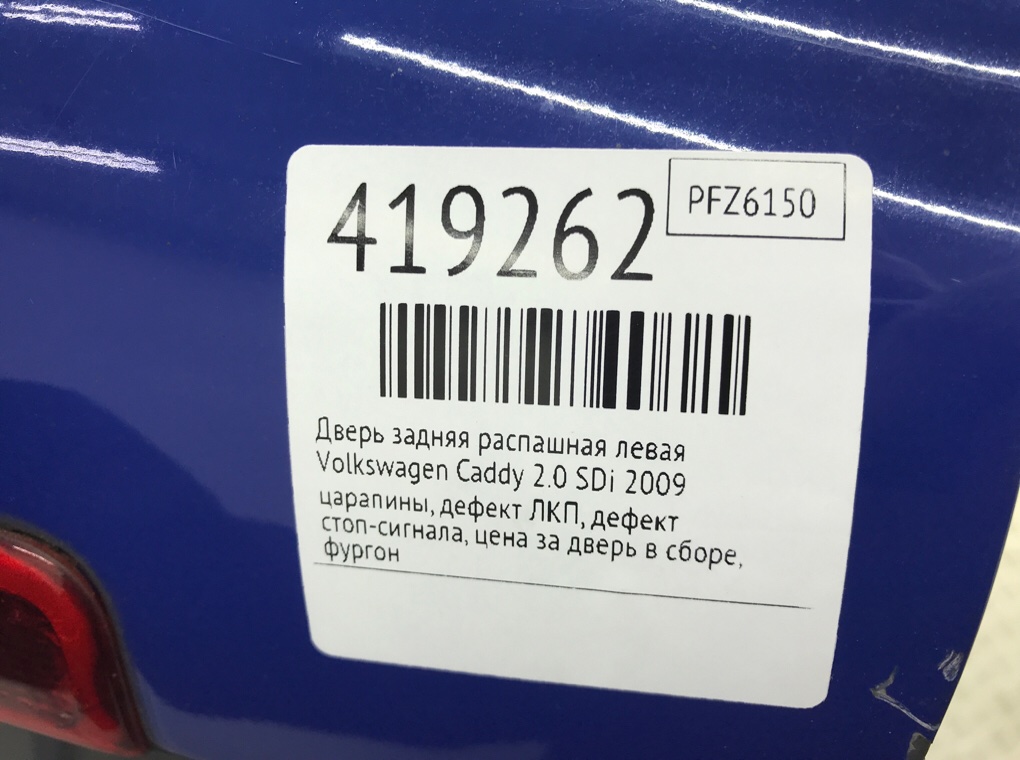 419262
PFZ6150
Дверь задняя распашная левая
Volkswagen Caddy 2.0 SDi 2009
царапины, дефект ЛКП, дефект
стоп-сигнала, цена за дверь в сборе,
фургон